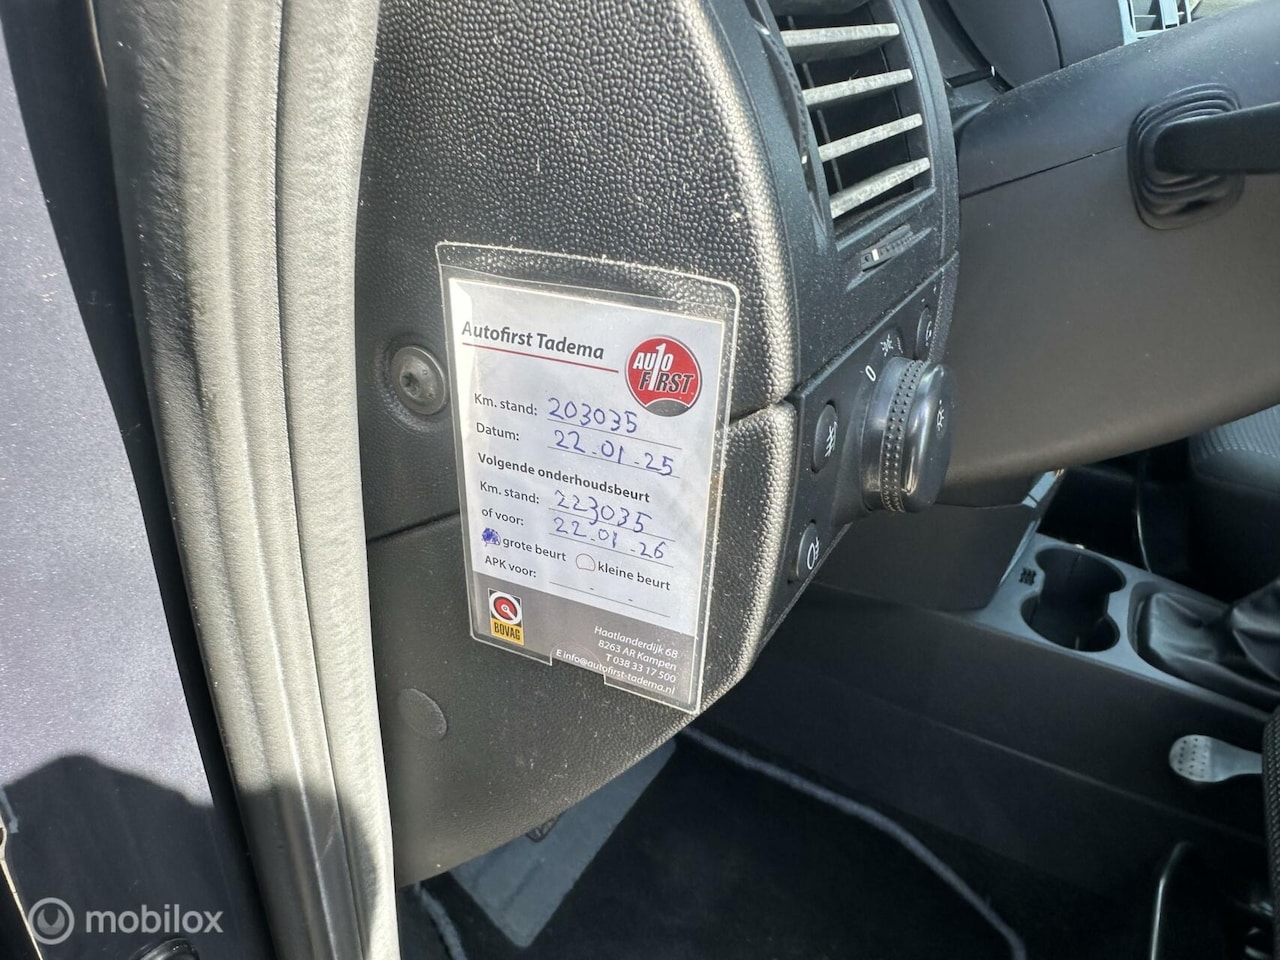 Autofirst Tadema
AUTO
F1RST
Km. stand: 203035
Datum: 22-01-25
Volgende onderhoudsbeurt
Km. stand: 223035
of voor: 22-01-26
grote beurt kleine beurt
APK voor: - -
BOVAG
Haatlanderdijk 68
8263 AR Kampen
T 038 33 17 500
E info@autofirst-tadema.nl
0
mobilox